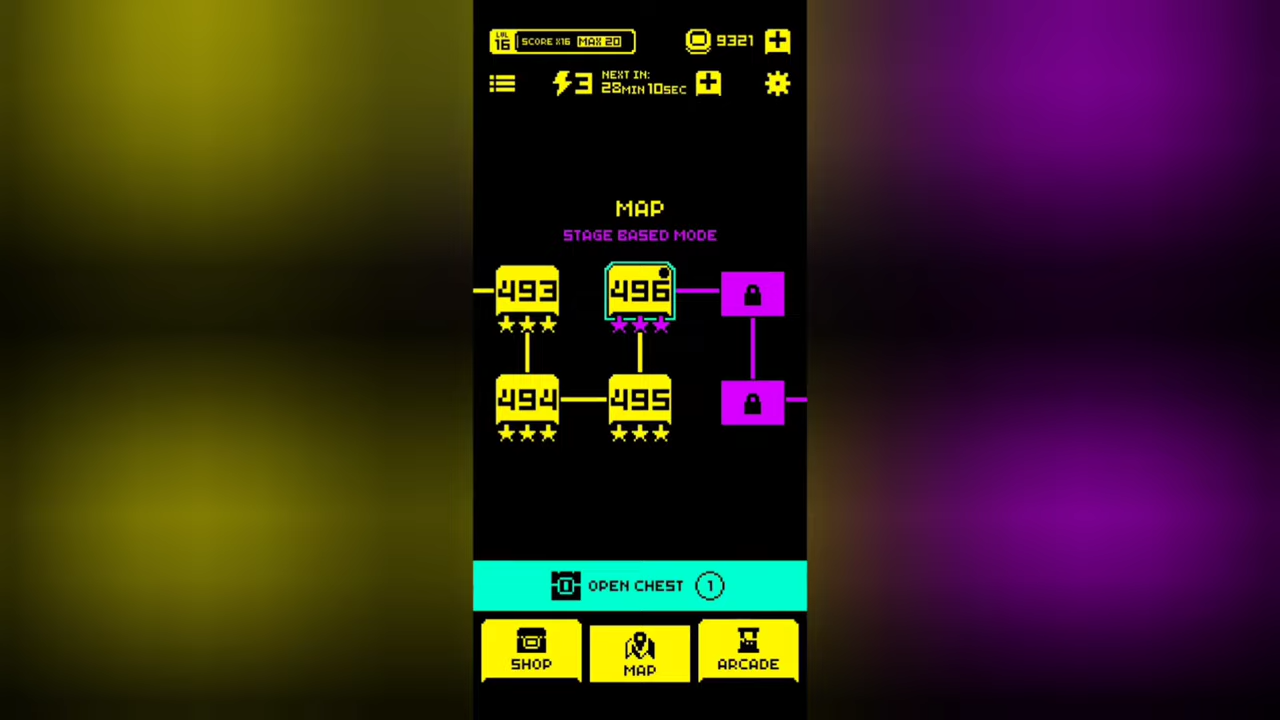 LVL 16 SCORE X16 MAX 20 9321
3 NEXT IN:
28MIN 10SEC
MAP
STAGE BASED MODE
493 496
494 495
OPEN CHEST 1
SHOP MAP ARCADE